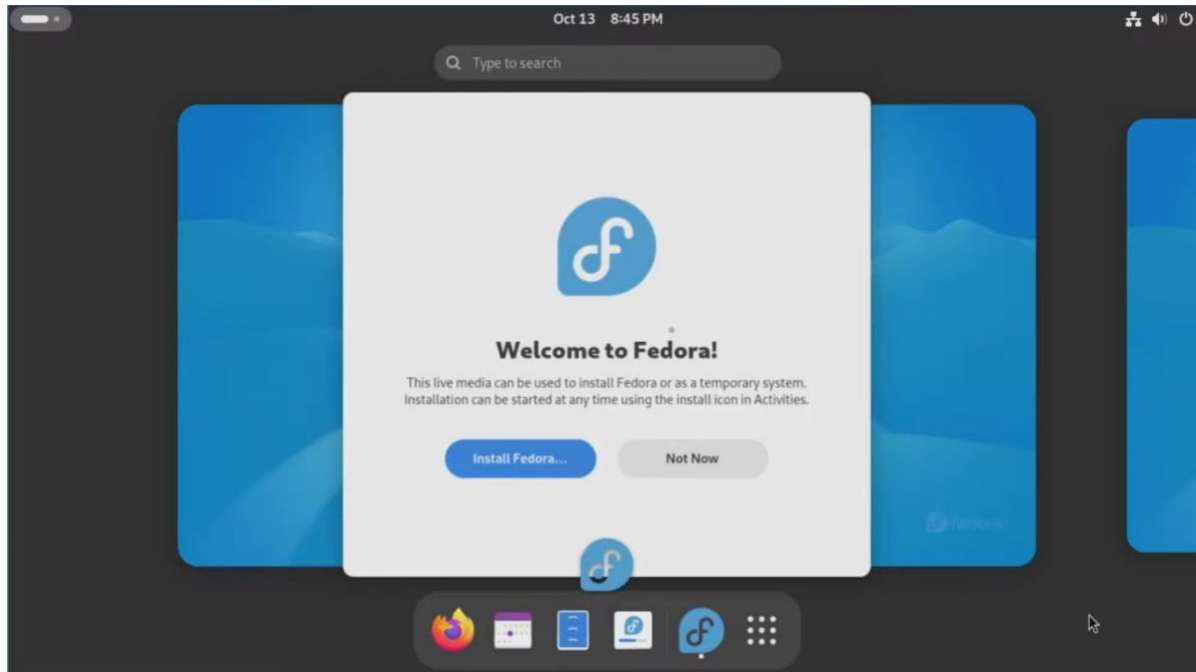 Oct 13 8:45 PM
Type to search
Welcome to Fedora!
This live media can be used to install Fedora or as a temporary system.
Installation can be started at any time using the install icon in Activities.
Install Fedora... Not Now
fedora